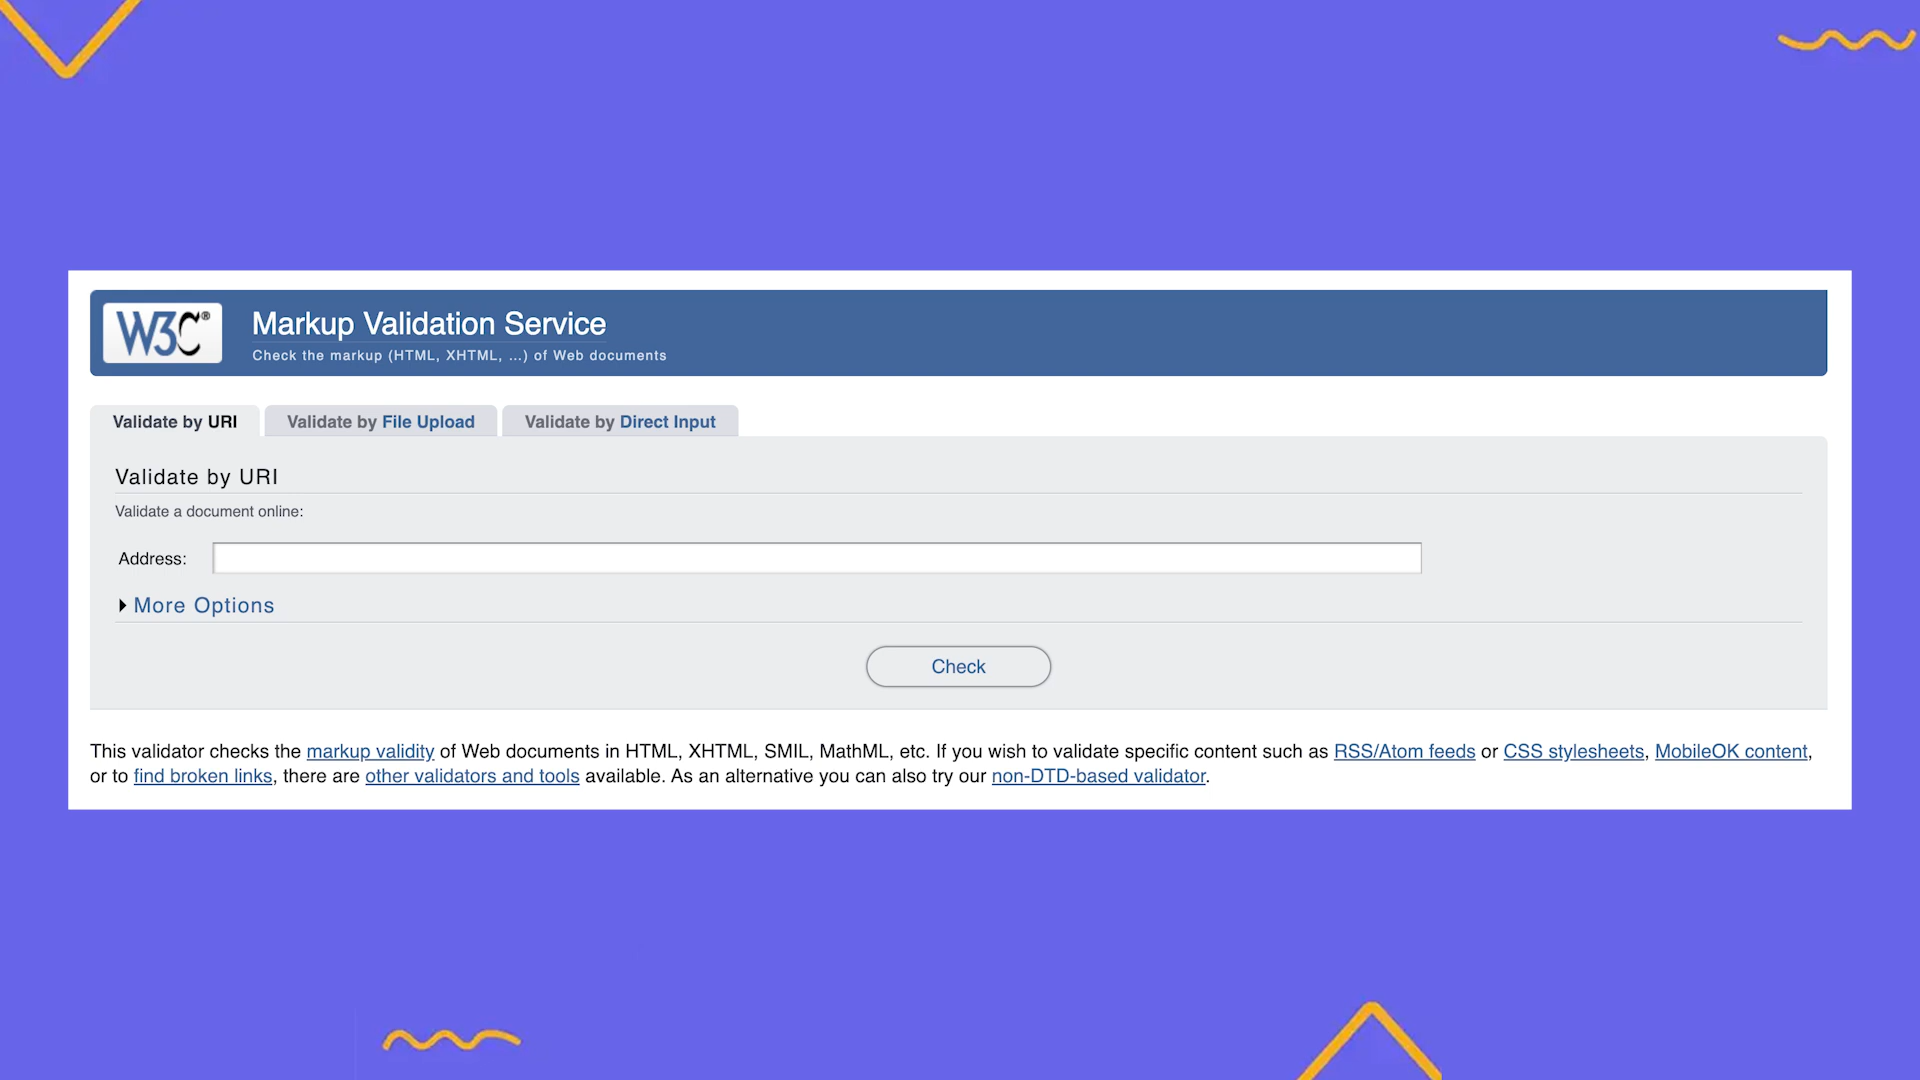 W3C®
Markup Validation Service
Check the markup (HTML, XHTML, ...) of Web documents
Validate by URI
Validate by File Upload
Validate by Direct Input
Validate by URI
Validate a document online:
Address:
More Options
Check
This validator checks the markup validity of Web documents in HTML, XHTML, SMIL, MathML, etc. If you wish to validate specific content such as RSS/Atom feeds or CSS stylesheets, MobileOK content,
or to find broken links, there are other validators and tools available. As an alternative you can also try our non-DTD-based validator.